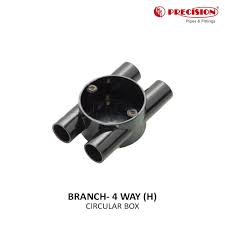 PRECISION
Pipes & Fittings
BRANCH- 4 WAY (H)
CIRCULAR BOX